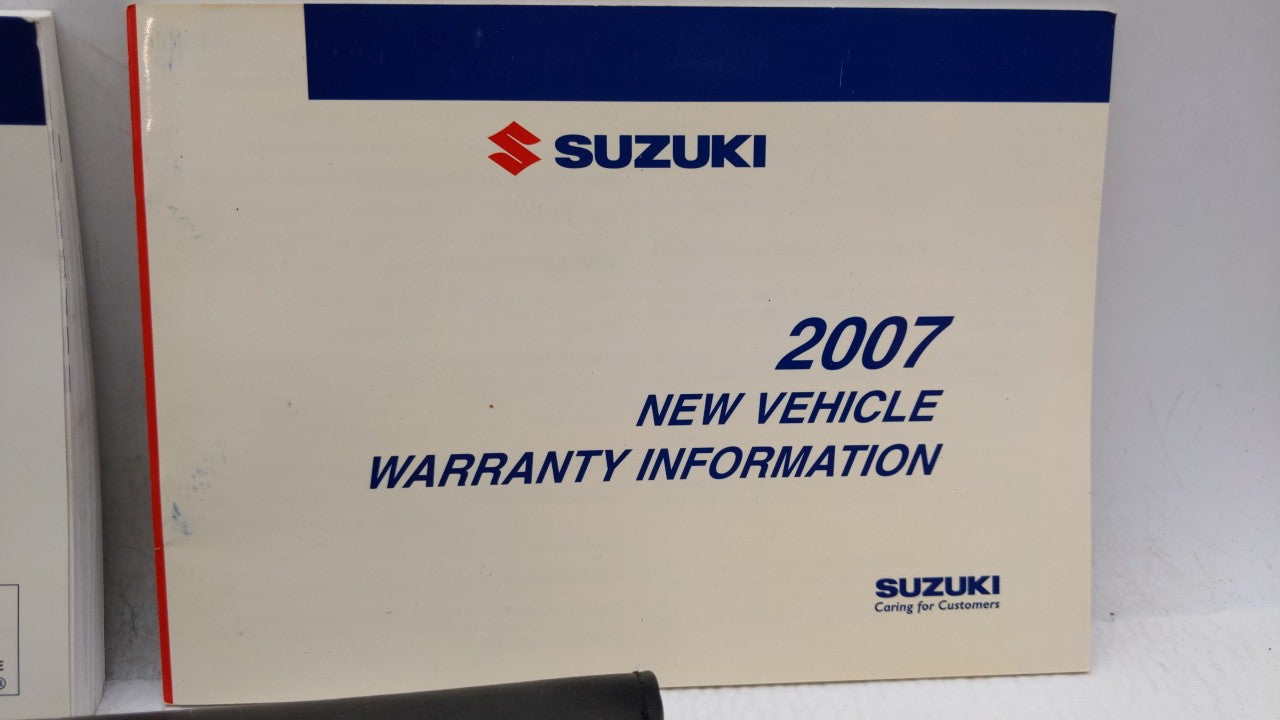 SUZUKI
2007
NEW VEHICLE
WARRANTY INFORMATION
SUZUKI
Caring for Customers
E